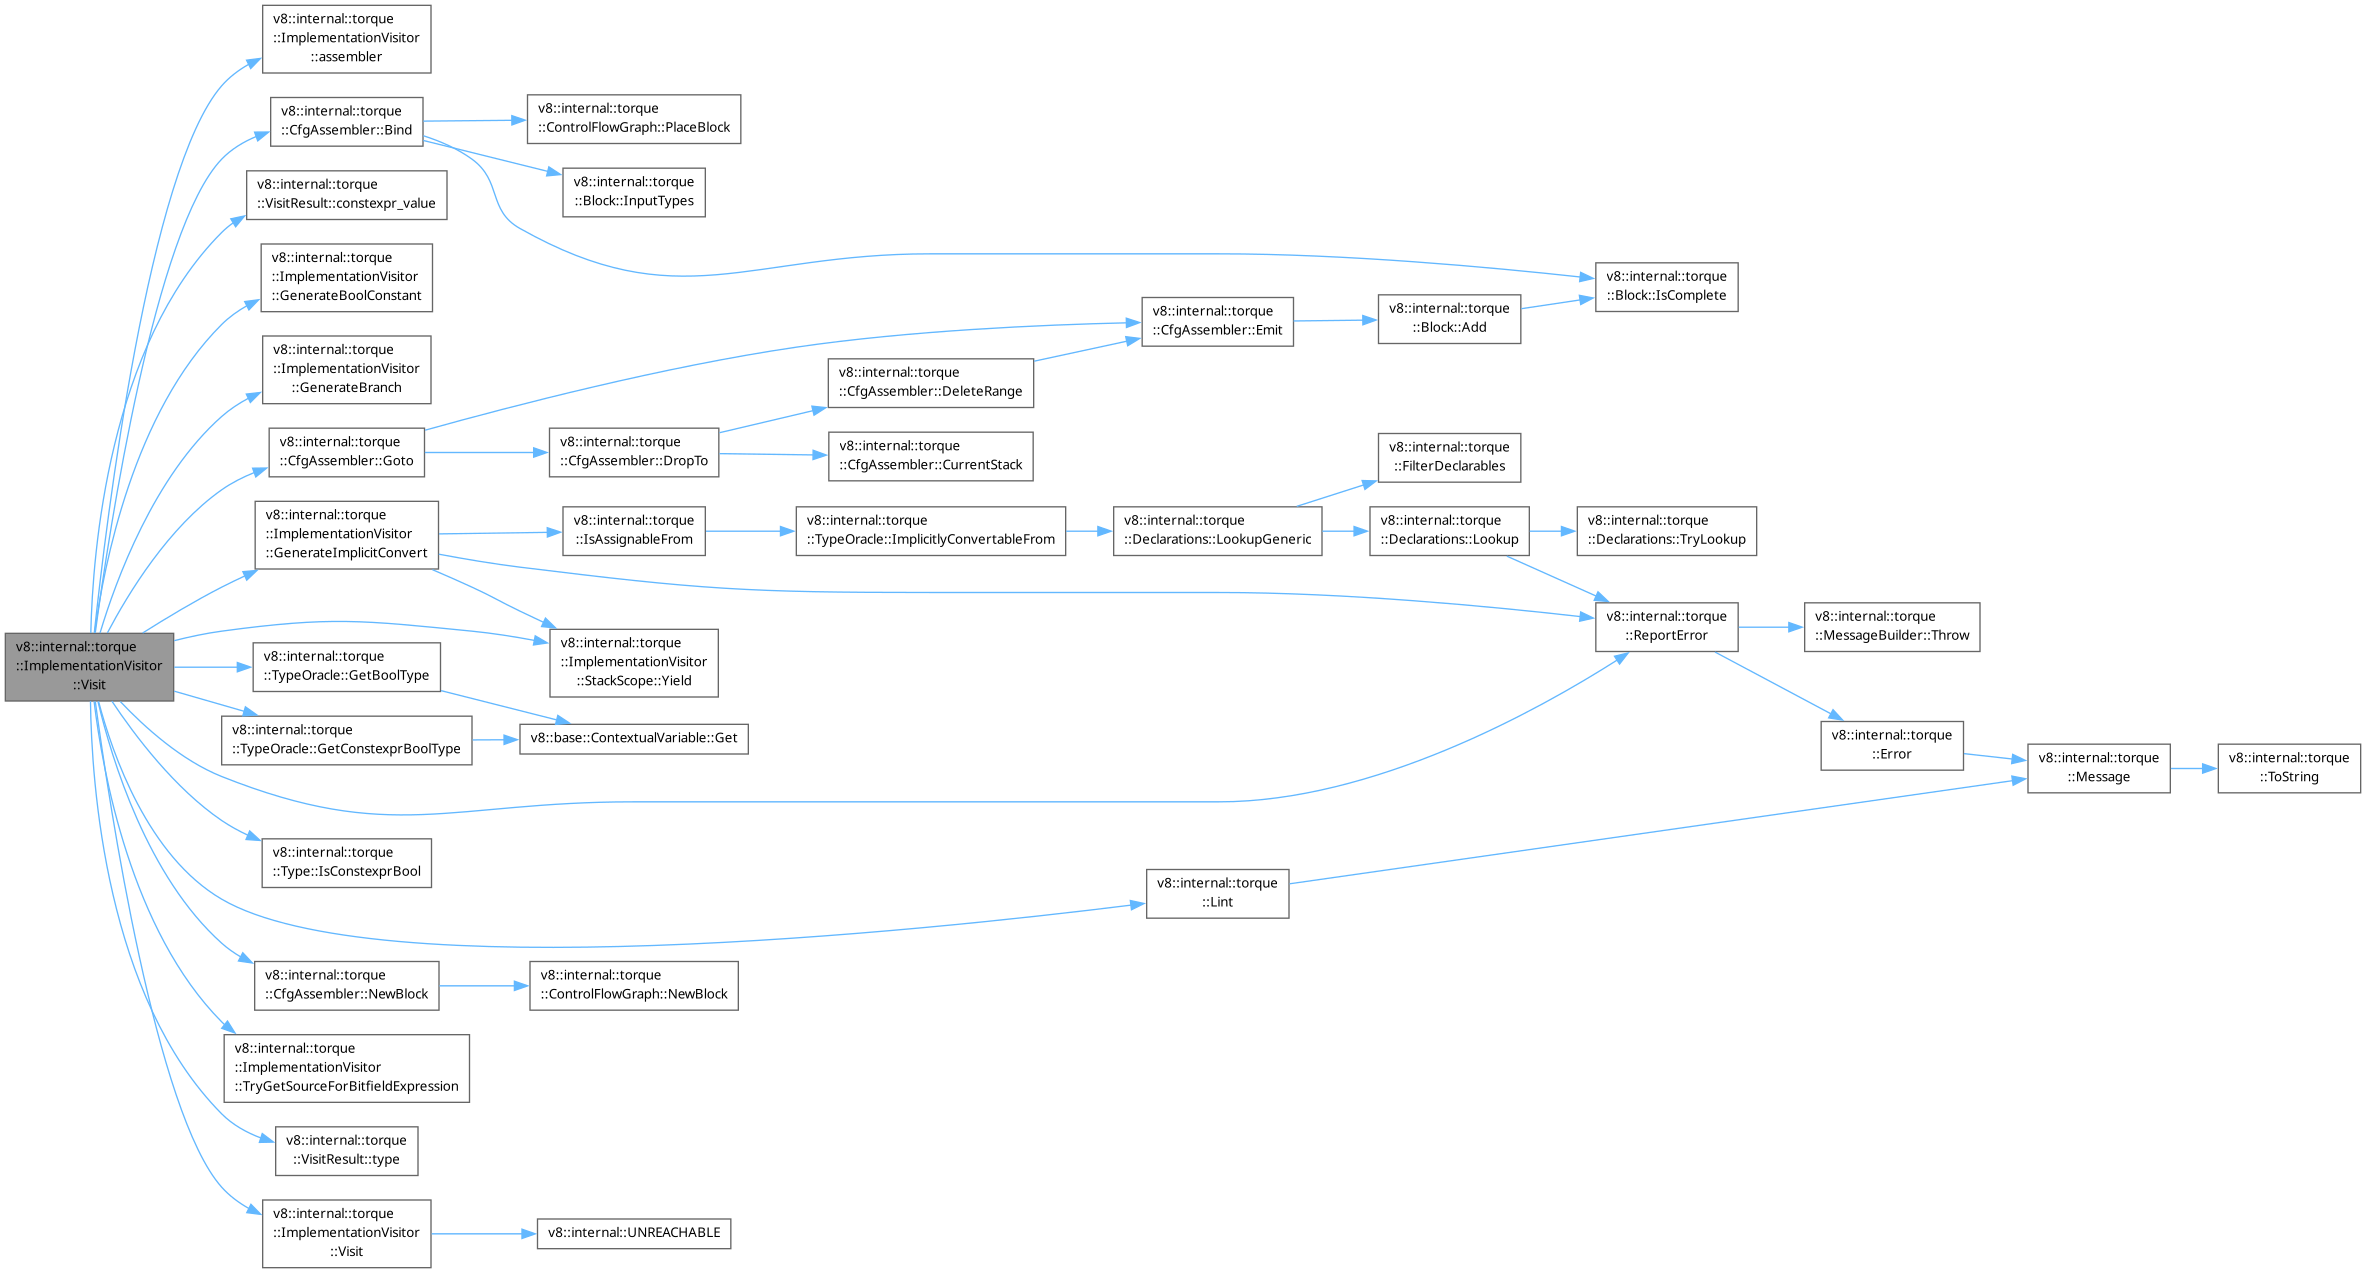 v8::internal::torque
::ImplementationVisitor
::Visit
v8::internal::torque
::ImplementationVisitor
::assembler
v8::internal::torque
::CfgAssembler::Bind
v8::internal::torque
::ControlFlowGraph::PlaceBlock
v8::internal::torque
::Block::InputTypes
v8::internal::torque
::Block::IsComplete
v8::internal::torque
::VisitResult::constexpr_value
v8::internal::torque
::ImplementationVisitor
::GenerateBoolConstant
v8::internal::torque
::ImplementationVisitor
::GenerateBranch
v8::internal::torque
::CfgAssembler::Goto
v8::internal::torque
::CfgAssembler::DropTo
v8::internal::torque
::CfgAssembler::DeleteRange
v8::internal::torque
::CfgAssembler::CurrentStack
v8::internal::torque
::CfgAssembler::Emit
v8::internal::torque
::Block::Add
v8::internal::torque
::ImplementationVisitor
::GenerateImplicitConvert
v8::internal::torque
::IsAssignableFrom
v8::internal::torque
::TypeOracle::ImplicitlyConvertableFrom
v8::internal::torque
::Declarations::LookupGeneric
v8::internal::torque
::FilterDeclarables
v8::internal::torque
::Declarations::Lookup
v8::internal::torque
::Declarations::TryLookup
v8::internal::torque
::ReportError
v8::internal::torque
::MessageBuilder::Throw
v8::internal::torque
::Error
v8::internal::torque
::Message
v8::internal::torque
::ToString
v8::internal::torque
::ImplementationVisitor
::StackScope::Yield
v8::internal::torque
::TypeOracle::GetBoolType
v8::internal::torque
::TypeOracle::GetConstexprBoolType
v8::base::ContextualVariable::Get
v8::internal::torque
::Type::IsConstexprBool
v8::internal::torque
::Lint
v8::internal::torque
::CfgAssembler::NewBlock
v8::internal::torque
::ControlFlowGraph::NewBlock
v8::internal::torque
::ImplementationVisitor
::TryGetSourceForBitfieldExpression
v8::internal::torque
::VisitResult::type
v8::internal::torque
::ImplementationVisitor
::Visit
v8::internal::UNREACHABLE